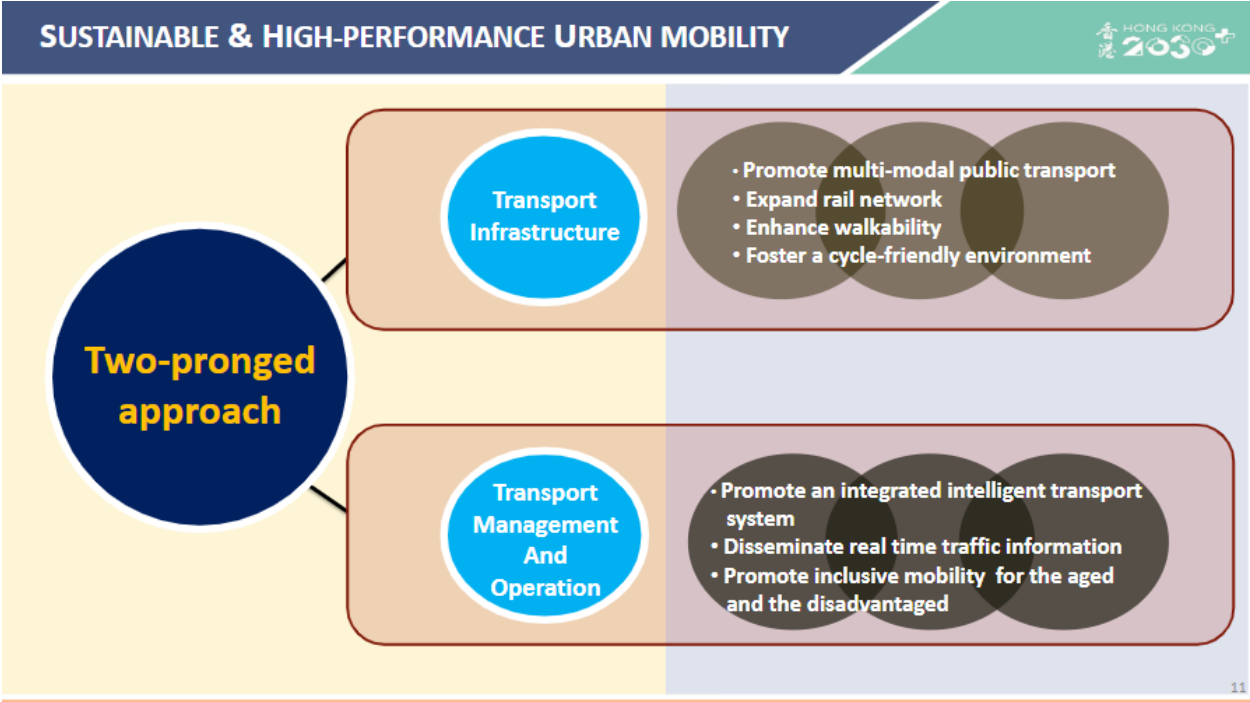 SUSTAINABLE & HIGH-PERFORMANCE URBAN MOBILITY
香港
HONG KONG
2030+
Two-pronged
approach
Transport
Infrastructure
• Promote multi-modal public transport
• Expand rail network
• Enhance walkability
• Foster a cycle-friendly environment
Transport
Management
And
Operation
• Promote an integrated intelligent transport
system
• Disseminate real time traffic information
• Promote inclusive mobility for the aged
and the disadvantaged
11